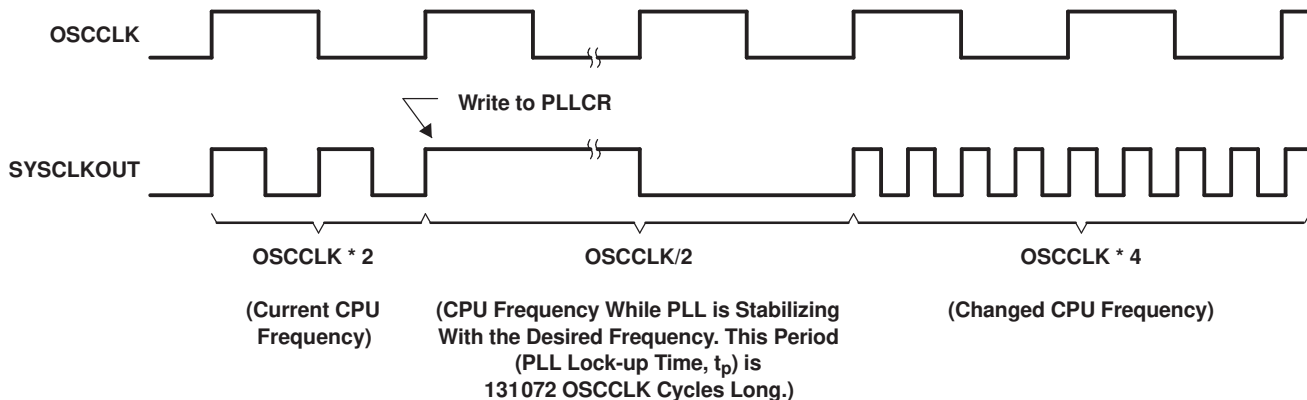 OSCCLK
Write to PLLCR
SYSCLKOUT
OSCCLK * 2
OSCCLK/2
OSCCLK * 4
(Current CPU
Frequency)
(CPU Frequency While PLL is Stabilizing
With the Desired Frequency. This Period
(PLL Lock-up Time, tp) is
131072 OSCCLK Cycles Long.)
(Changed CPU Frequency)